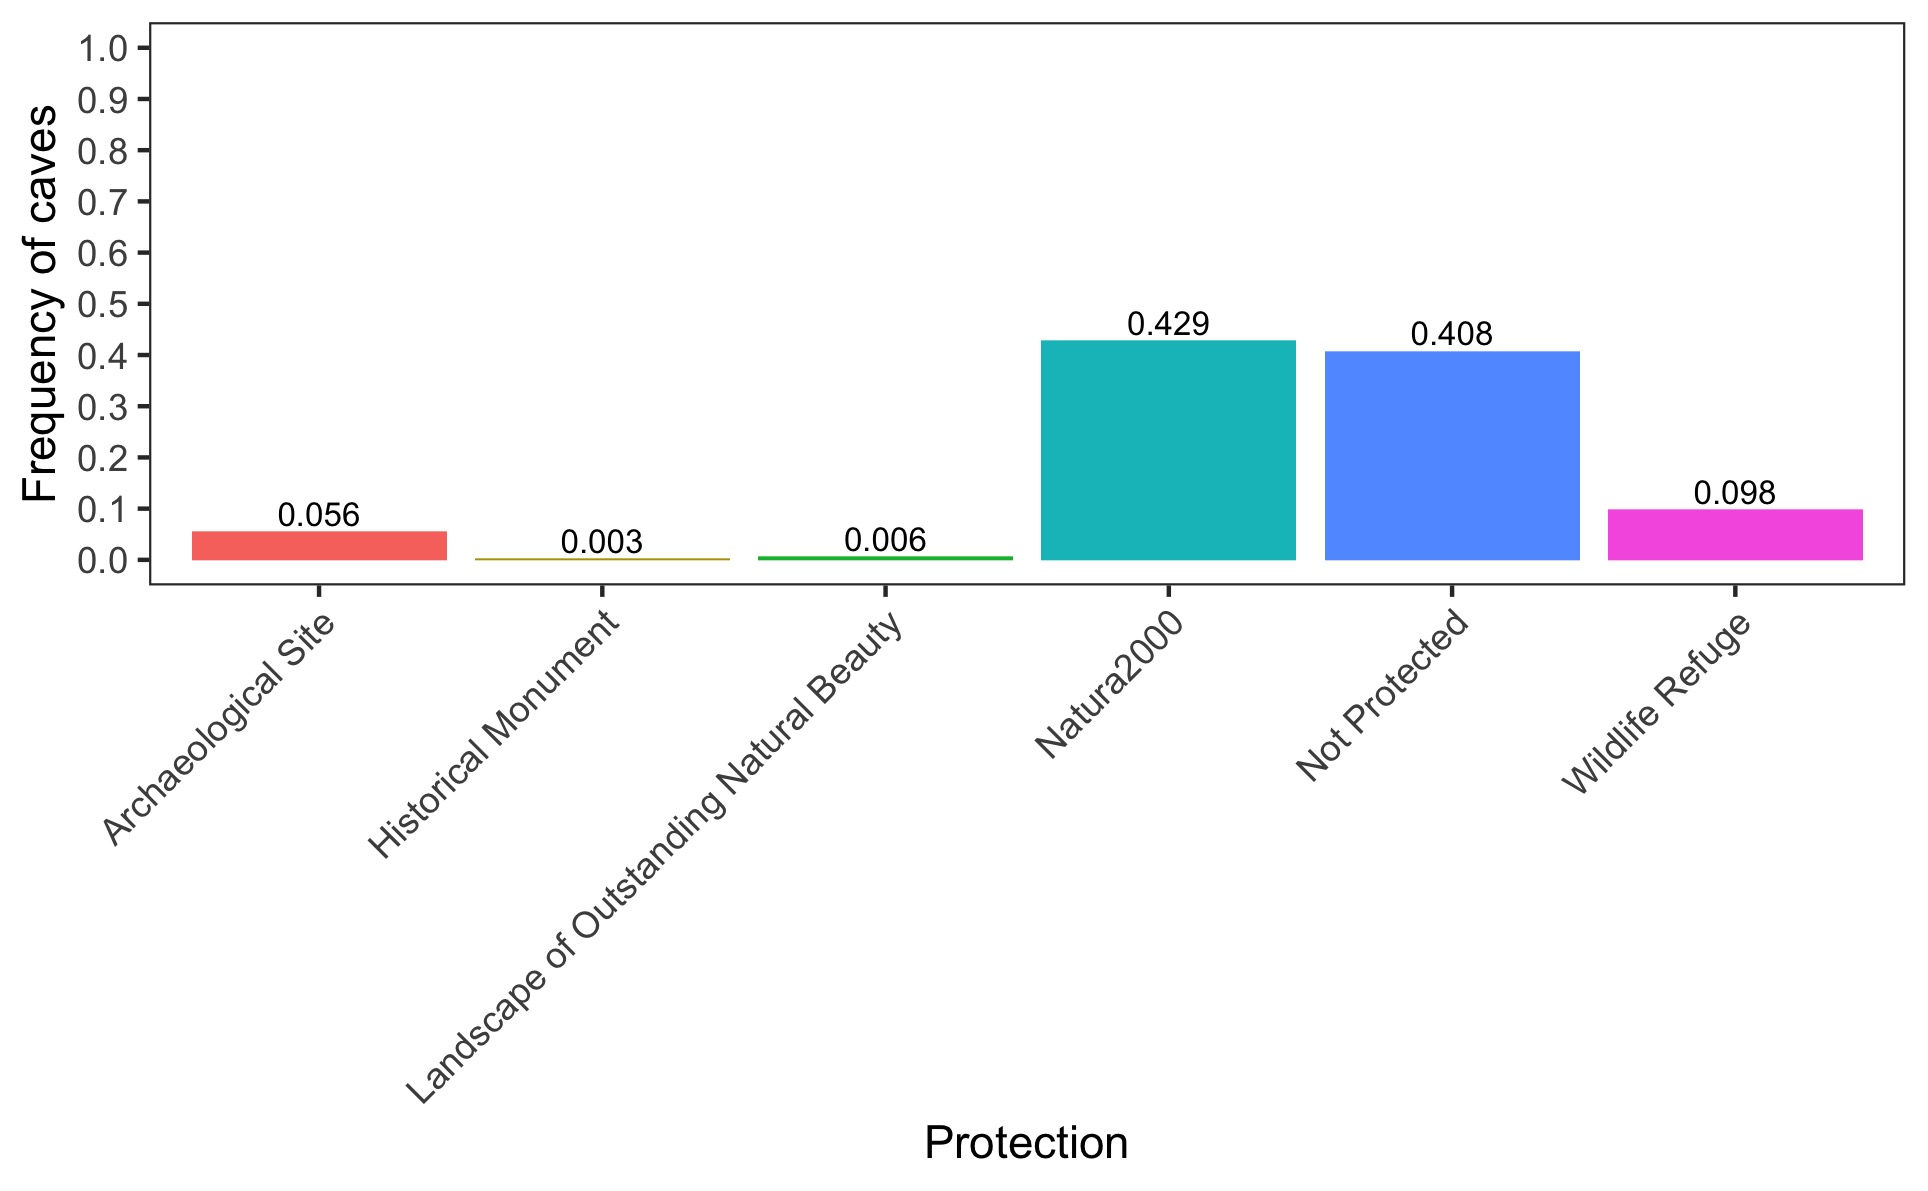 Frequency of caves
1.0
0.9
0.8
0.7
0.6
0.5
0.4
0.3
0.2
0.1
0.0
0.056
0.003
0.006
0.429
0.408
0.098
Archaeological Site
Historical Monument
Landscape of Outstanding Natural Beauty
Natura2000
Not Protected
Wildlife Refuge
Protection